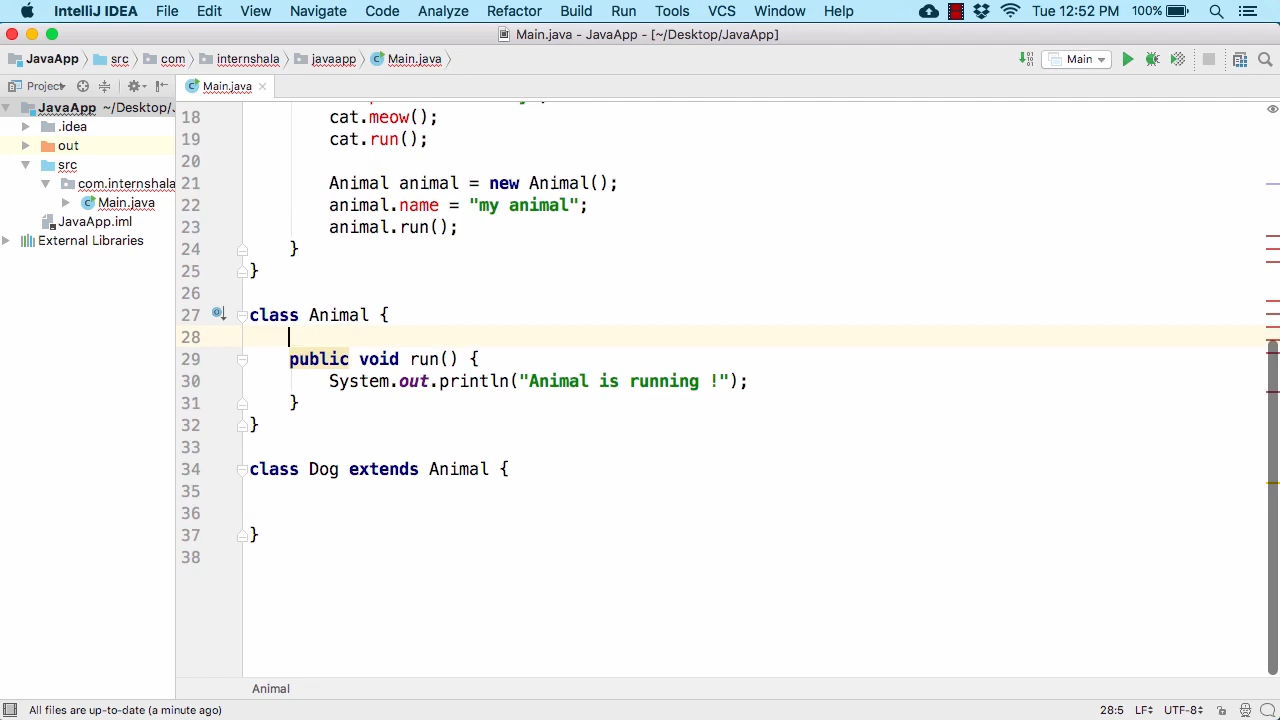 IntelliJ IDEA File Edit View Navigate Code Analyze Refactor Build Run Tools VCS Window Help Tue 12:52 PM 100%
Main.java - JavaApp - [~/Desktop/JavaApp]
JavaApp src com internshala javaapp Main.java Main
Project Main.java
JavaApp ~/Desktop/J
.idea
out
src
com.internshala
Main.java
JavaApp.iml
External Libraries
18 cat.meow();
19 cat.run();
20
21 Animal animal = new Animal();
22 animal.name = "my animal";
23 animal.run();
24 }
25 }
26
27 class Animal {
28
29 public void run() {
30 System.out.println("Animal is running !");
31 }
32 }
33
34 class Dog extends Animal {
35
36
37 }
38
Animal
All files are up-to-date (a minute ago) 28:5 LF UTF-8